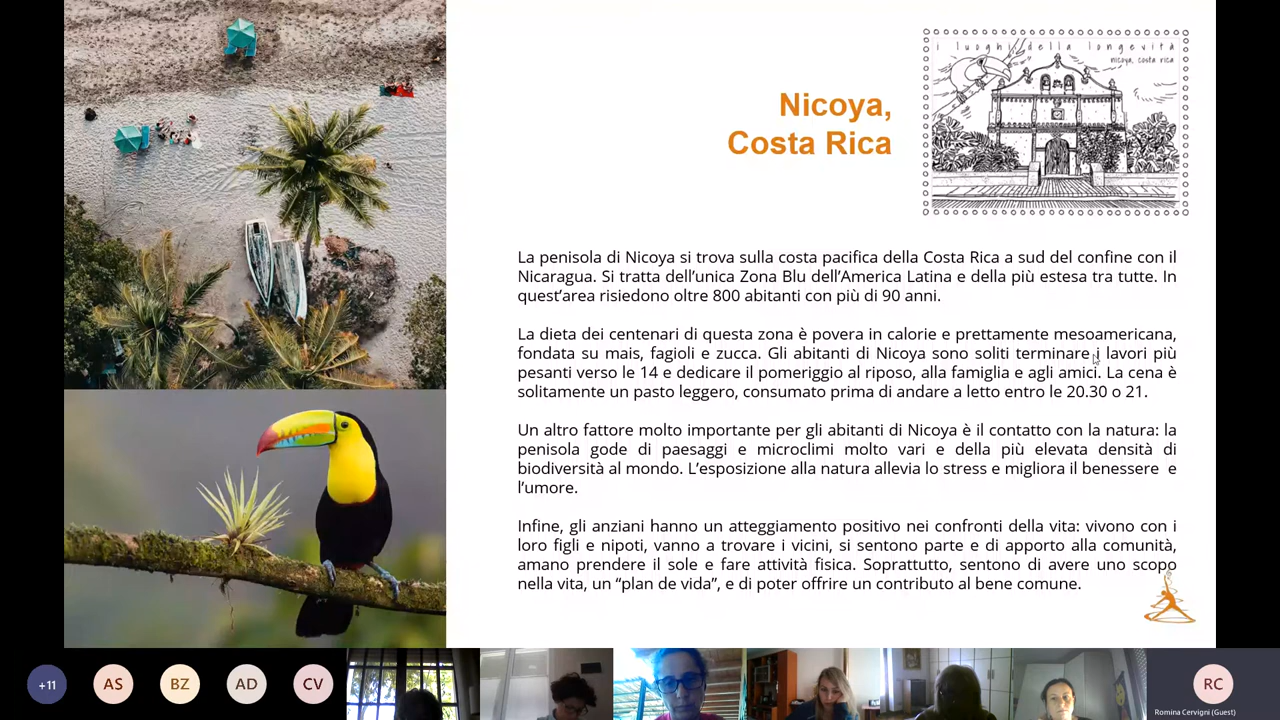 i luoghi della longevità
nicoya, costa rica
Nicoya,
Costa Rica
La penisola di Nicoya si trova sulla costa pacifica della Costa Rica a sud del confine con il
Nicaragua. Si tratta dell’unica Zona Blu dell’America Latina e della più estesa tra tutte. In
quest’area risiedono oltre 800 abitanti con più di 90 anni.
La dieta dei centenari di questa zona è povera in calorie e prettamente mesoamericana,
fondata su mais, fagioli e zucca. Gli abitanti di Nicoya sono soliti terminare i lavori più
pesanti verso le 14 e dedicare il pomeriggio al riposo, alla famiglia e agli amici. La cena è
solitamente un pasto leggero, consumato prima di andare a letto entro le 20.30 o 21.
Un altro fattore molto importante per gli abitanti di Nicoya è il contatto con la natura: la
penisola gode di paesaggi e microclimi molto vari e della più elevata densità di
biodiversità al mondo. L’esposizione alla natura allevia lo stress e migliora il benessere e
l’umore.
Infine, gli anziani hanno un atteggiamento positivo nei confronti della vita: vivono con i
loro figli e nipoti, vanno a trovare i vicini, si sentono parte e di apporto alla comunità,
amano prendere il sole e fare attività fisica. Soprattutto, sentono di avere uno scopo
nella vita, un “plan de vida”, e di poter offrire un contributo al bene comune.
+11
AS
BZ
AD
CV
RC
Romina Cervigni (Guest)